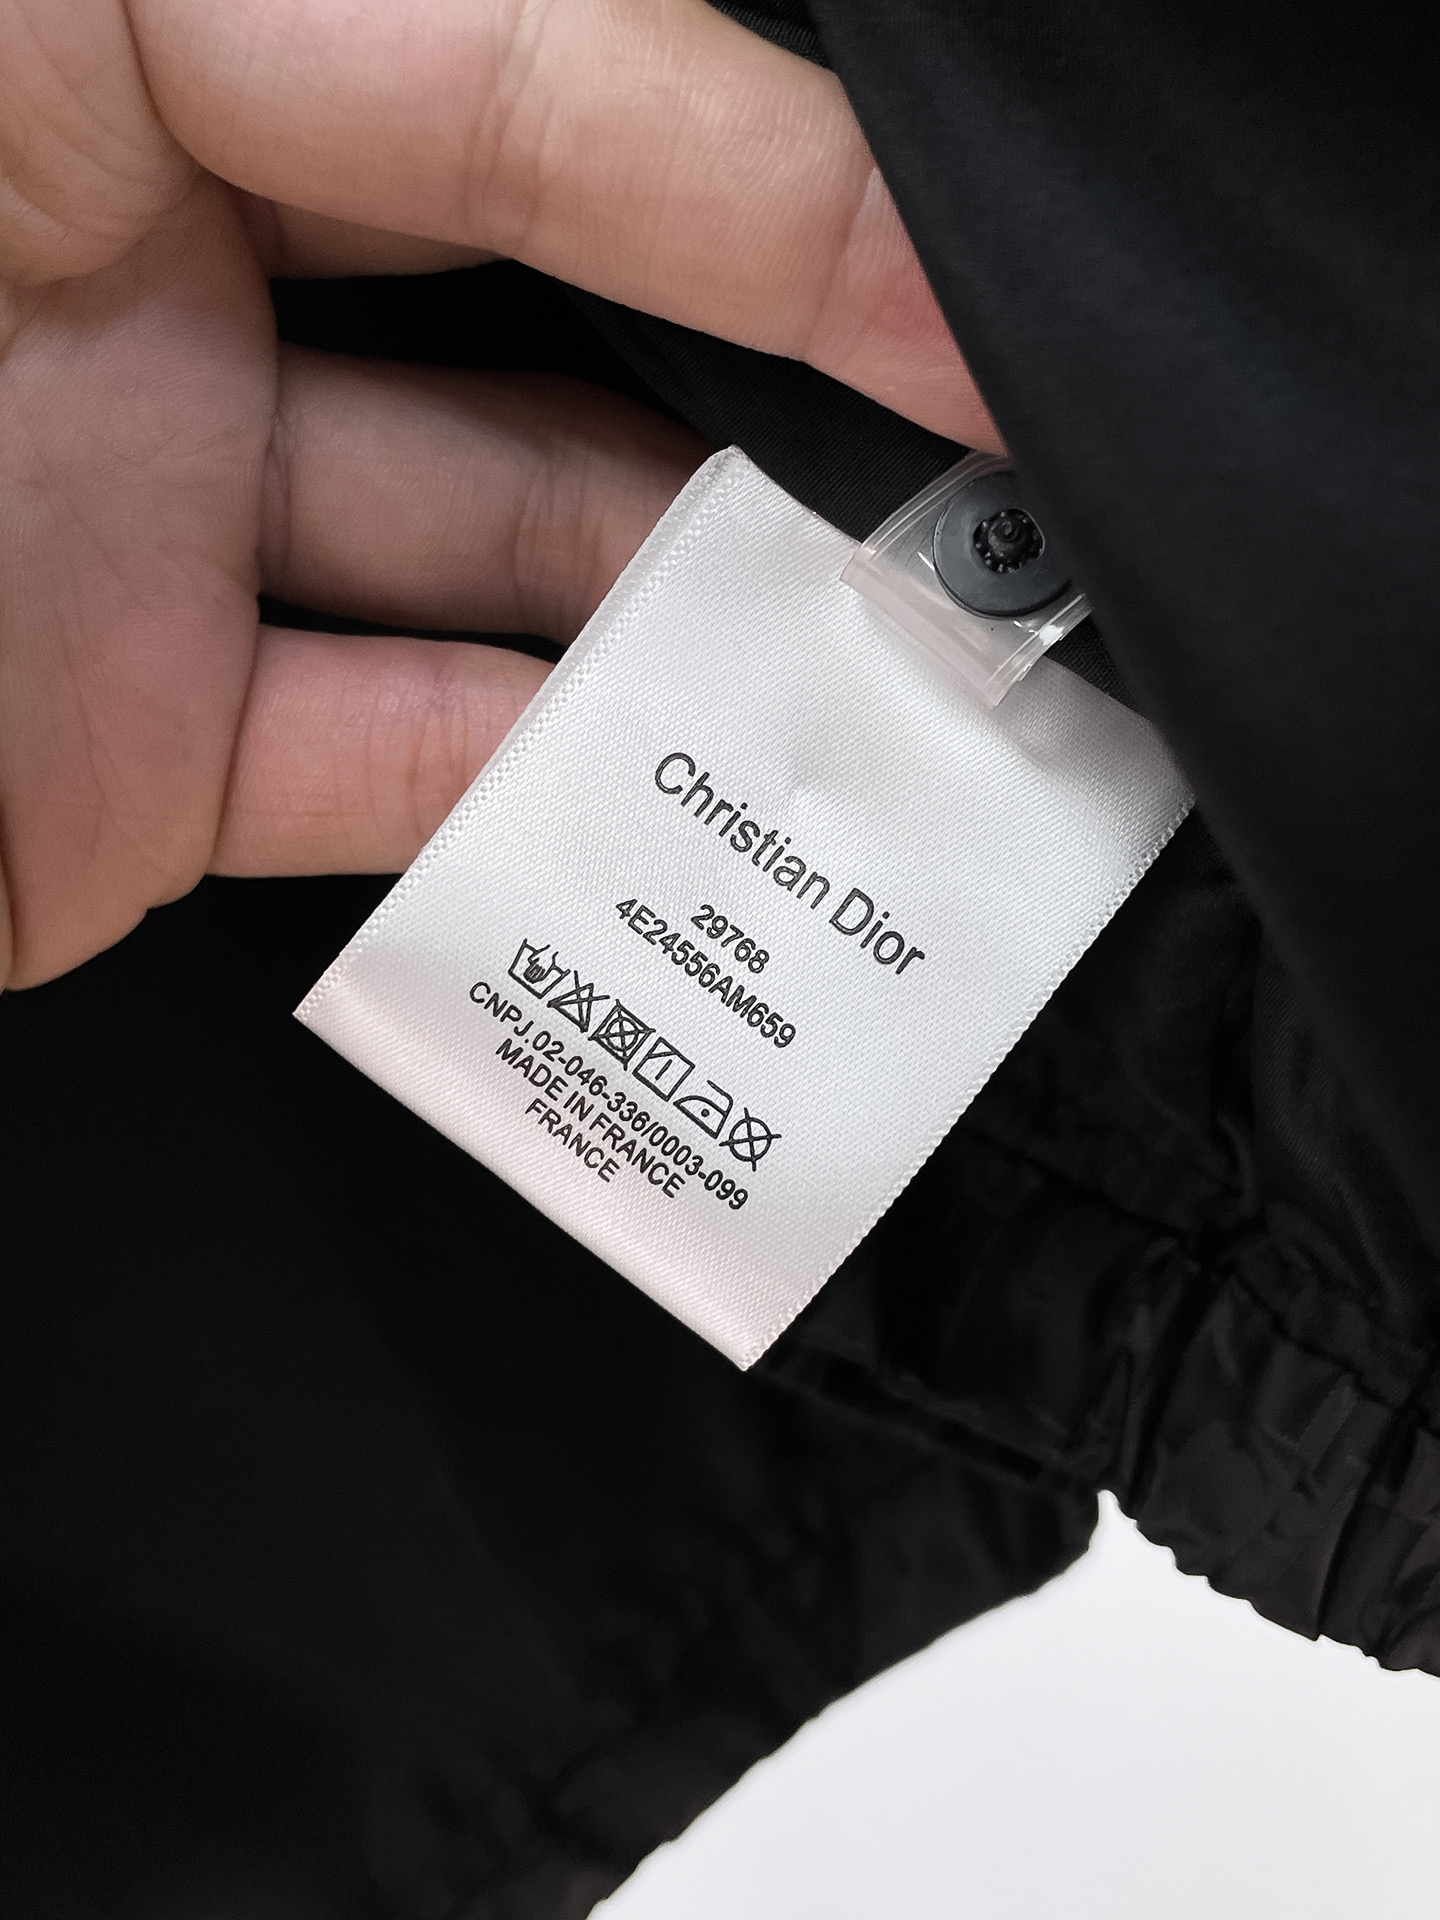 Christian Dior
29768
4E24556AM659
CNPJ.02-046-336/0003-099
MADE IN FRANCE
FRANCE